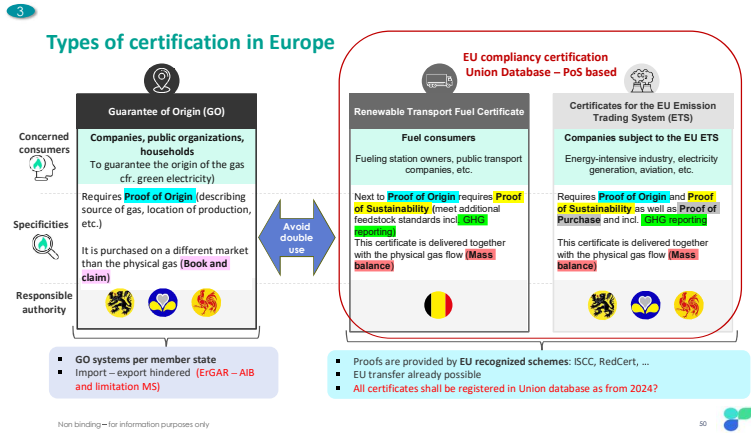 3
Types of certification in Europe
EU compliancy certification
Union Database – PoS based
CO₂
Guarantee of Origin (GO)
Renewable Transport Fuel Certificate
Certificates for the EU Emission
Trading System (ETS)
Concerned
consumers
Companies, public organizations,
households
To guarantee the origin of the gas
cfr. green electricity)
Fuel consumers
Fueling station owners, public transport
companies, etc.
Companies subject to the EU ETS
Energy-intensive industry, electricity
generation, aviation, etc.
Specificities
Requires Proof of Origin (describing
source of gas, location of production,
etc.)
It is purchased on a different market
than the physical gas (Book and
claim)
Avoid
double
use
Next to Proof of Origin requires Proof
of Sustainability (meet additional
feedstock standards incl. GHG
reporting)
This certificate is delivered together
with the physical gas flow (Mass
balance)
Requires Proof of Origin and Proof
of Sustainability as well as Proof of
Purchase and incl. GHG reporting
This certificate is delivered together
with the physical gas flow (Mass
balance)
Responsible
authority
▪ GO systems per member state
▪ Import – export hindered (ErGAR – AIB
and limitation MS)
▪ Proofs are provided by EU recognized schemes: ISCC, RedCert, …
▪ EU transfer already possible
▪ All certificates shall be registered in Union database as from 2024?
Non binding – for information purposes only
50